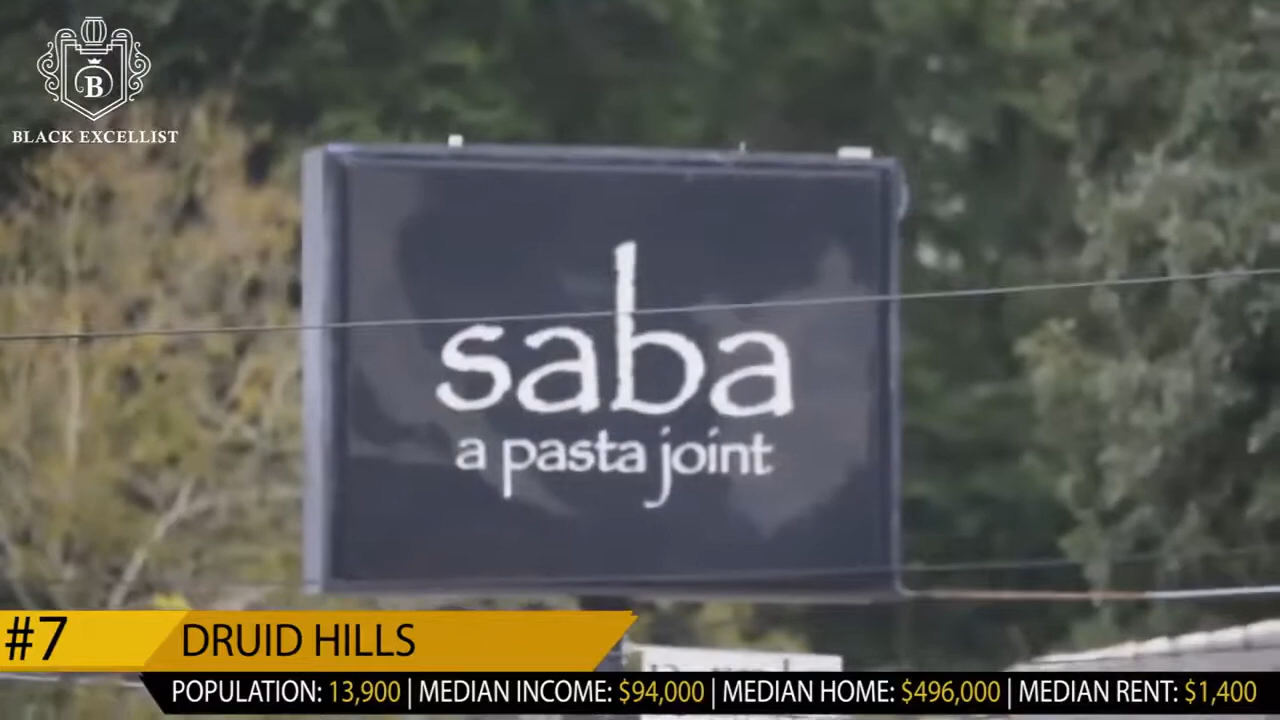 B
BLACK EXCELLIST
saba
a pasta joint
#7 DRUID HILLS
POPULATION: 13,900 | MEDIAN INCOME: $94,000 | MEDIAN HOME: $496,000 | MEDIAN RENT: $1,400